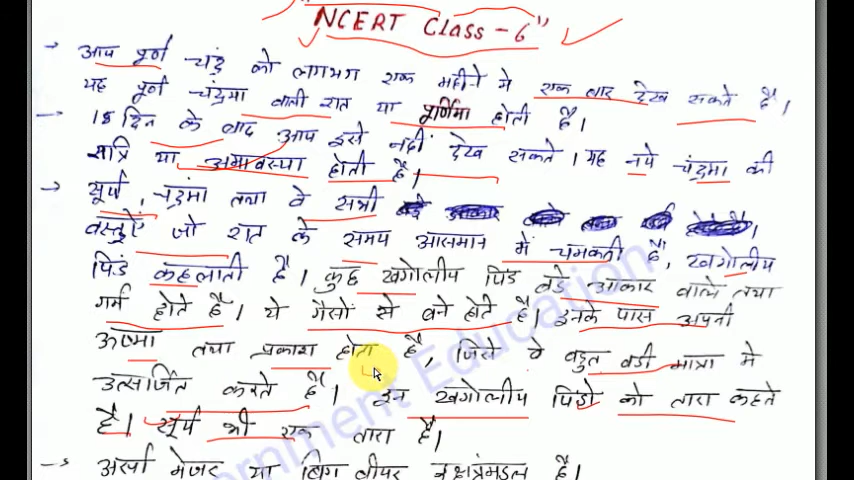 NCERT Class - 6"
→ आप पूर्ण चंद्र को लगभग एक महीने मे एक बार देख सकते है।
यह पूर्ण चंद्रमा वाली रात या पूर्णिमा होती है।
→ 15 दिन के बाद आप इसे नहीं देख सकते। यह नये चंद्रमा की
रात्रि या अमावस्या होती है।
→ सूर्य, चंद्रमा तथा वे सभी
वस्तुएँ जो रात के समय आसमान में चमकती है, खगोलीय
पिंड कहलाती है। कुछ खगोलीय पिंड बडे आकार वाले तथा
गर्म होते है। ये गैसों से बने होते है। इनके पास अपनी
ऊष्मा तथा प्रकाश होता है, जिसे वे बहुत बडी मात्रा मे
उत्सर्जित करते है। इन खगोलीय पिंडो को तारा कहते
है। सूर्य भी एक तारा है।
→ अर्सा मेजर या बिग बीयर नक्षत्रमंडल है।
vernment Education